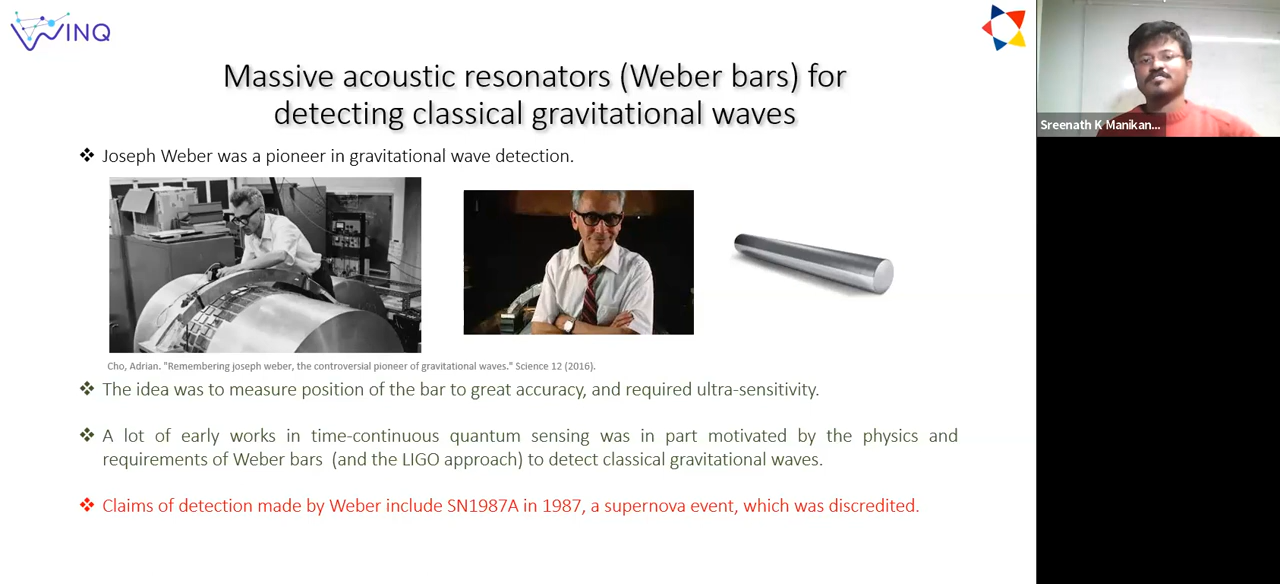 WINQ
Massive acoustic resonators (Weber bars) for
detecting classical gravitational waves
Sreenath K Manikan...
❖ Joseph Weber was a pioneer in gravitational wave detection.
Cho, Adrian. "Remembering joseph weber, the controversial pioneer of gravitational waves." Science 12 (2016).
❖ The idea was to measure position of the bar to great accuracy, and required ultra-sensitivity.
❖ A lot of early works in time-continuous quantum sensing was in part motivated by the physics and
requirements of Weber bars (and the LIGO approach) to detect classical gravitational waves.
❖ Claims of detection made by Weber include SN1987A in 1987, a supernova event, which was discredited.